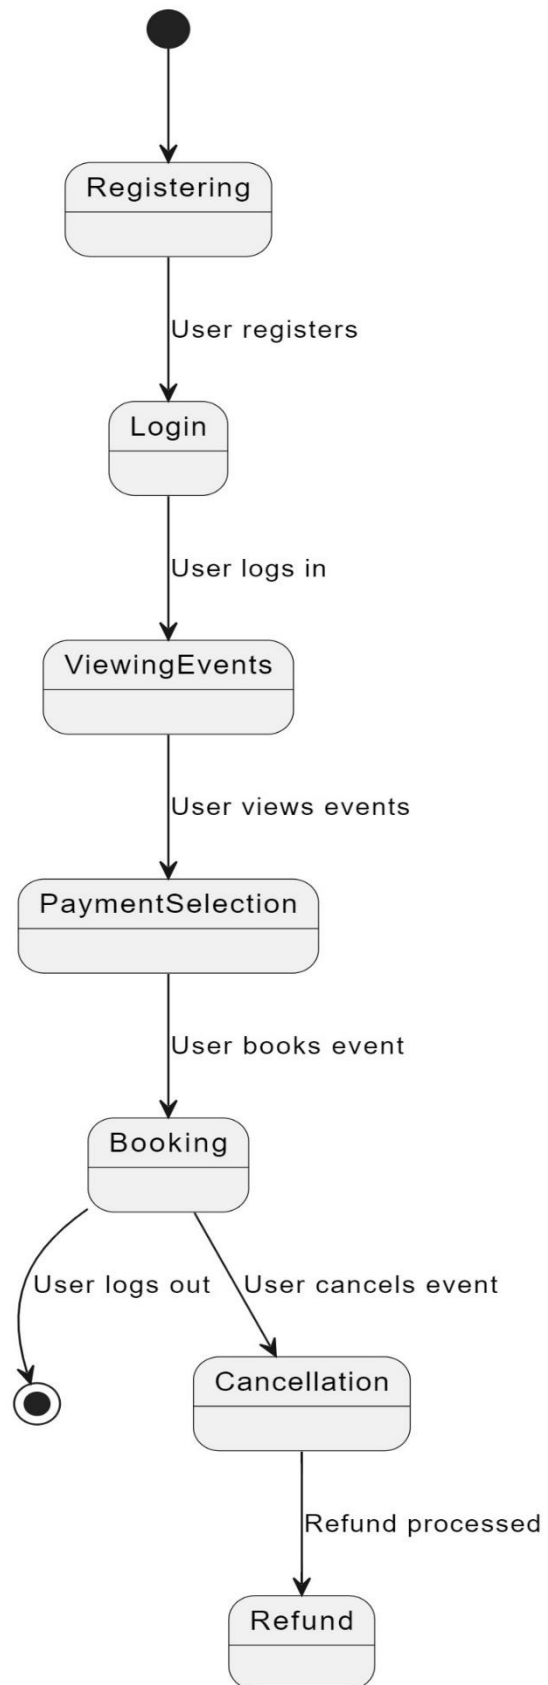 Registering
User registers
Login
User logs in
ViewingEvents
User views events
PaymentSelection
User books event
Booking
User logs out
User cancels event
Cancellation
Refund processed
Refund